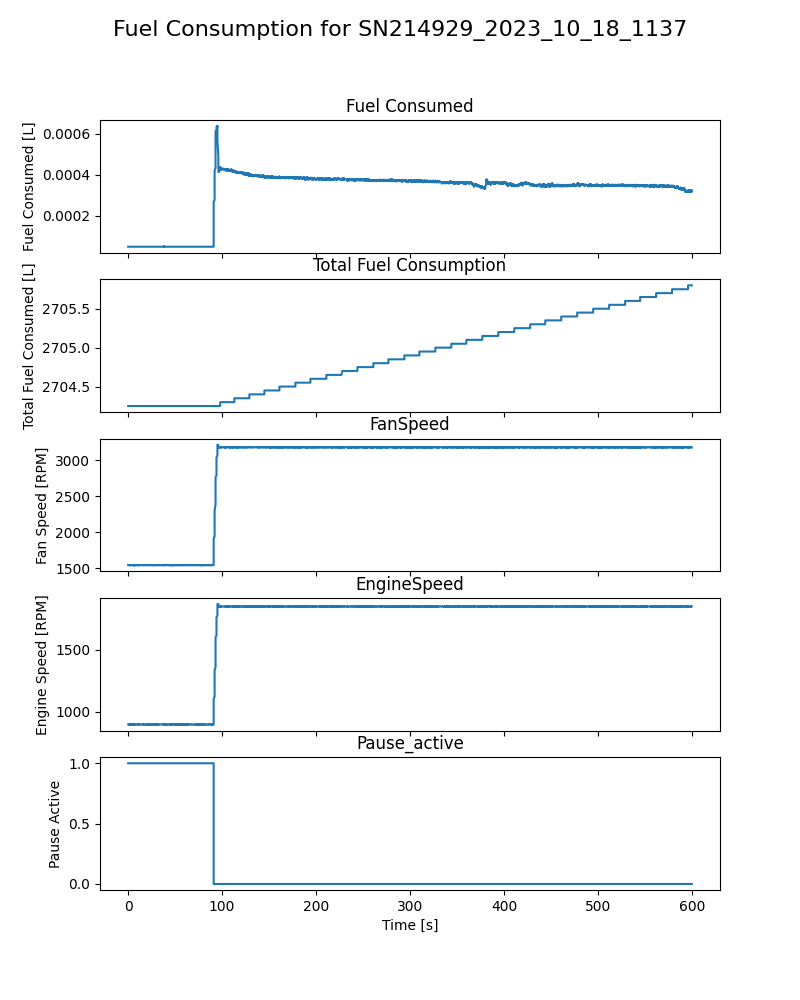 Fuel Consumption for SN214929_2023_10_18_1137
Fuel Consumed
Fuel Consumed [L]
0.0006
0.0004
0.0002
Total Fuel Consumption
Total Fuel Consumed [L]
2705.5
2705.0
2704.5
FanSpeed
Fan Speed [RPM]
3000
2500
2000
1500
EngineSpeed
Engine Speed [RPM]
1500
1000
Pause_active
Pause Active
1.0
0.5
0.0
0 100 200 300 400 500 600
Time [s]